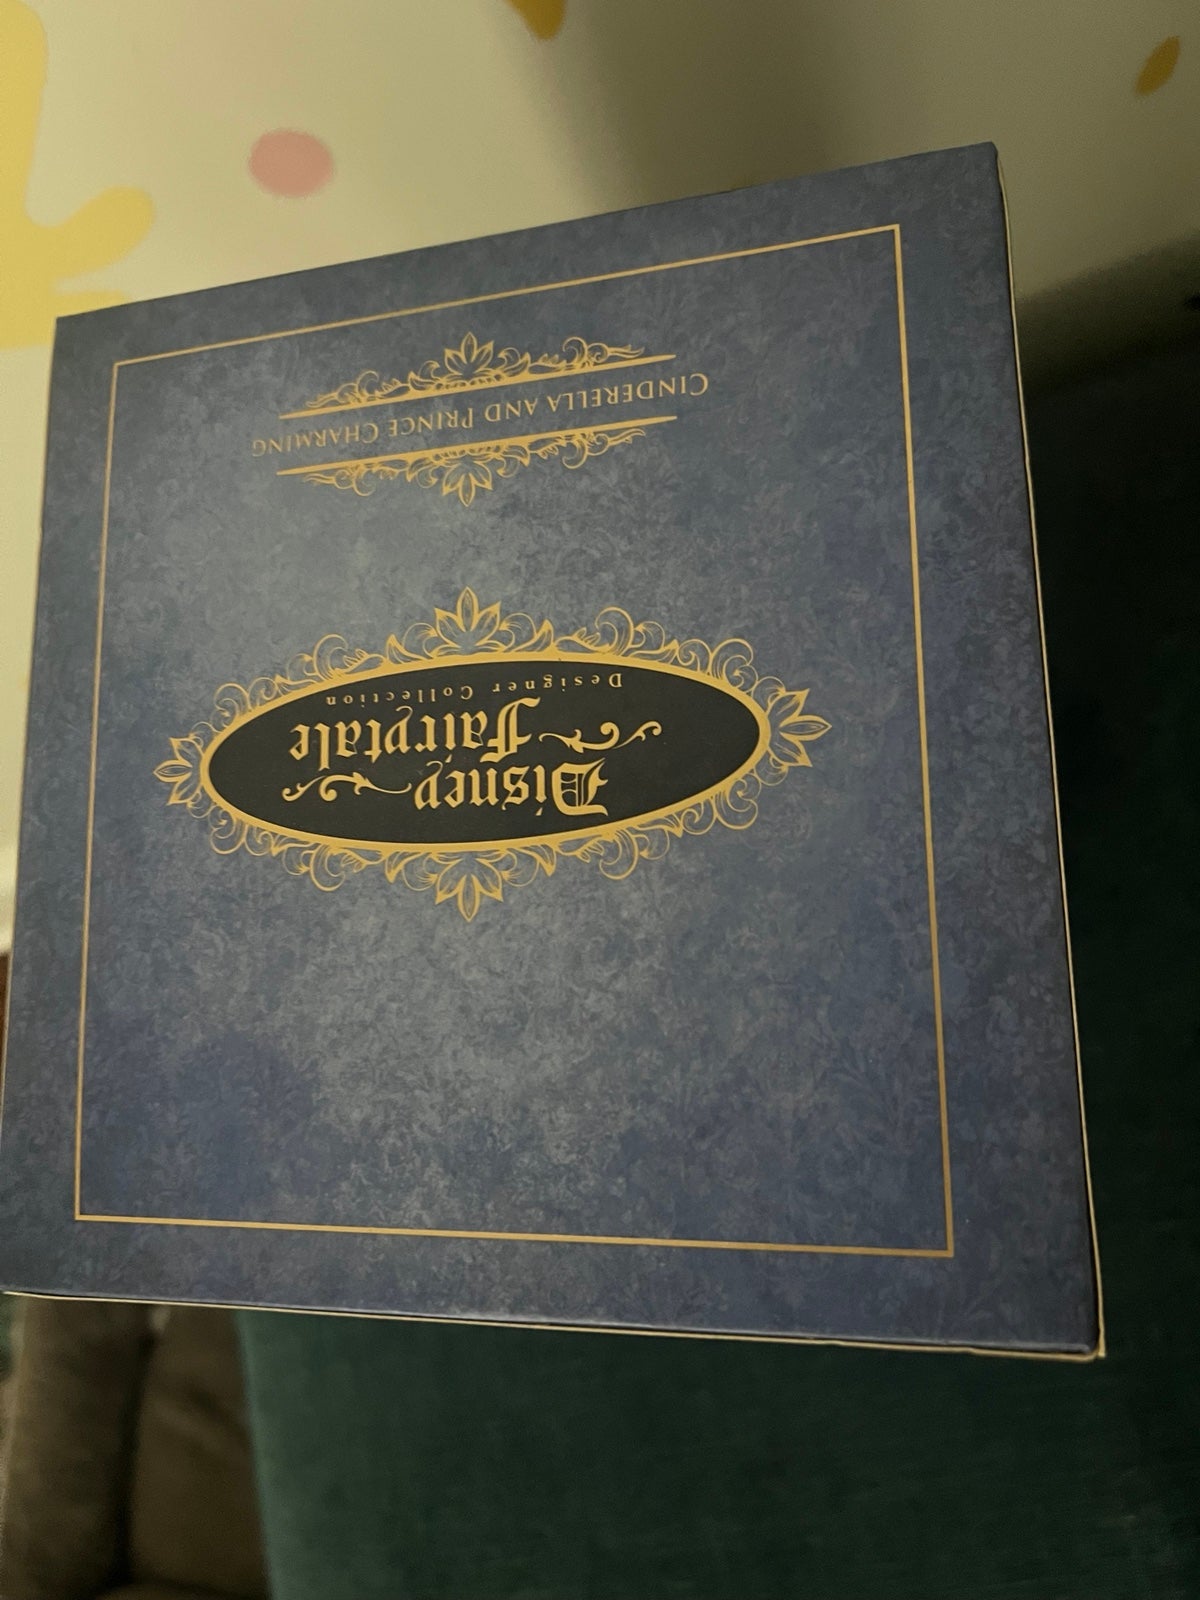 Disney
Fairytale
Designer Collection
CINDERELLA AND PRINCE CHARMING